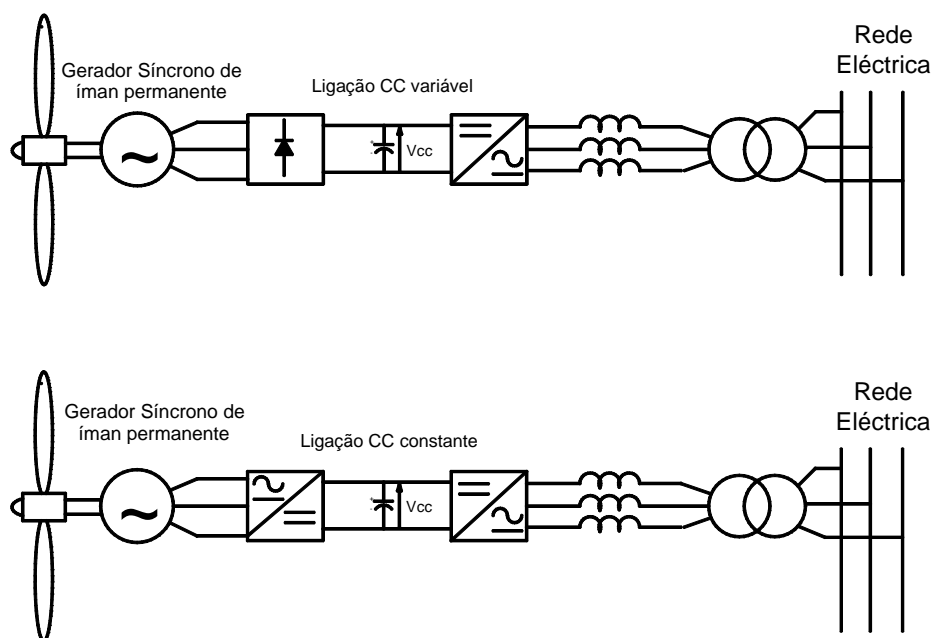 Rede
Eléctrica
Gerador Síncrono de
íman permanente
Ligação CC variável
Vcc
Rede
Eléctrica
Gerador Síncrono de
íman permanente
Ligação CC constante
Vcc